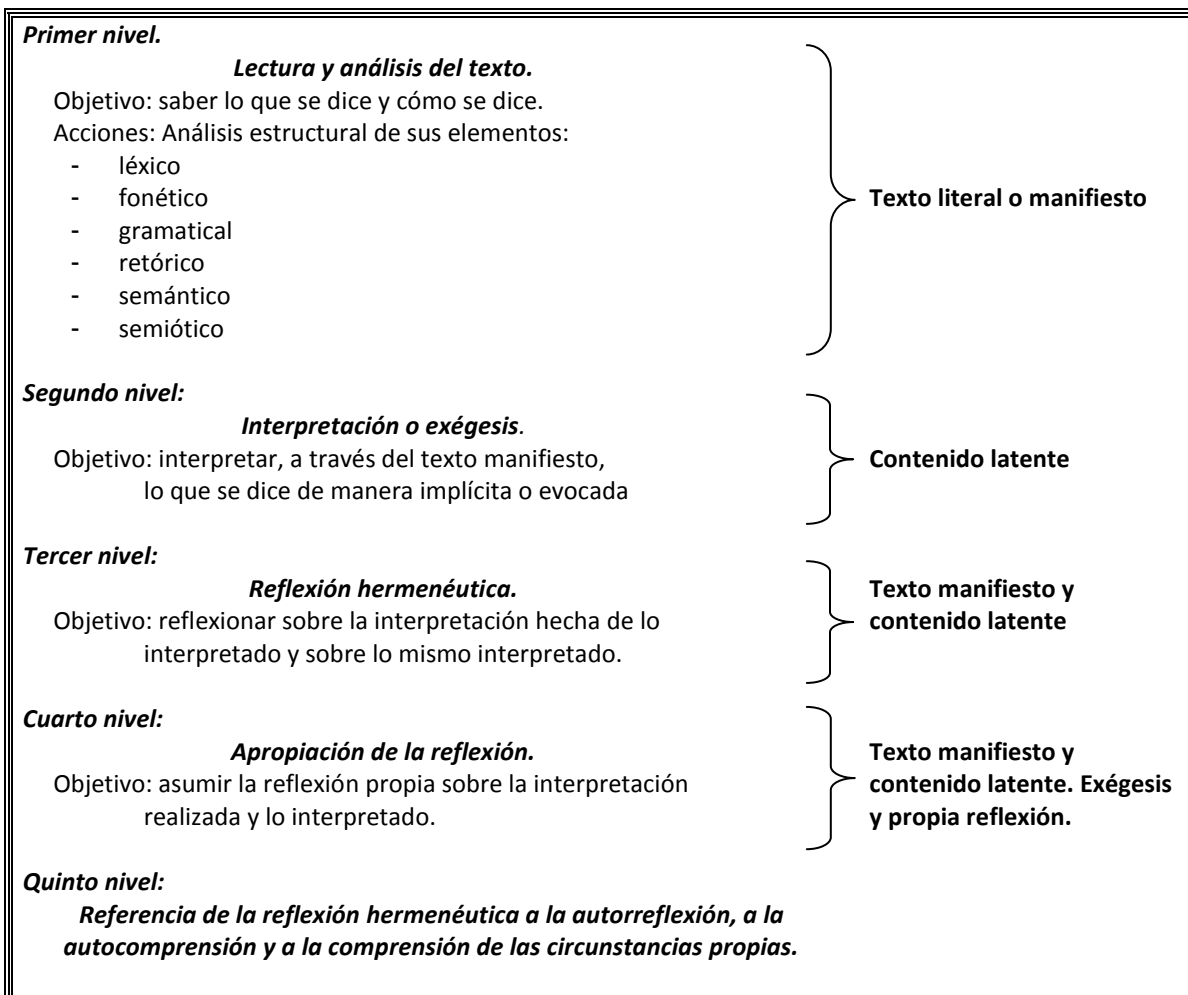 Primer nivel.
Lectura y análisis del texto.
Objetivo: saber lo que se dice y cómo se dice.
Acciones: Análisis estructural de sus elementos:
- léxico
- fonético
- gramatical
- retórico
- semántico
- semiótico
Texto literal o manifiesto
Segundo nivel:
Interpretación o exégesis.
Objetivo: interpretar, a través del texto manifiesto,
lo que se dice de manera implícita o evocada
Contenido latente
Tercer nivel:
Reflexión hermenéutica.
Objetivo: reflexionar sobre la interpretación hecha de lo
interpretado y sobre lo mismo interpretado.
Texto manifiesto y
contenido latente
Cuarto nivel:
Apropiación de la reflexión.
Objetivo: asumir la reflexión propia sobre la interpretación
realizada y lo interpretado.
Texto manifiesto y
contenido latente. Exégesis
y propia reflexión.
Quinto nivel:
Referencia de la reflexión hermenéutica a la autorreflexión, a la
autocomprensión y a la comprensión de las circunstancias propias.